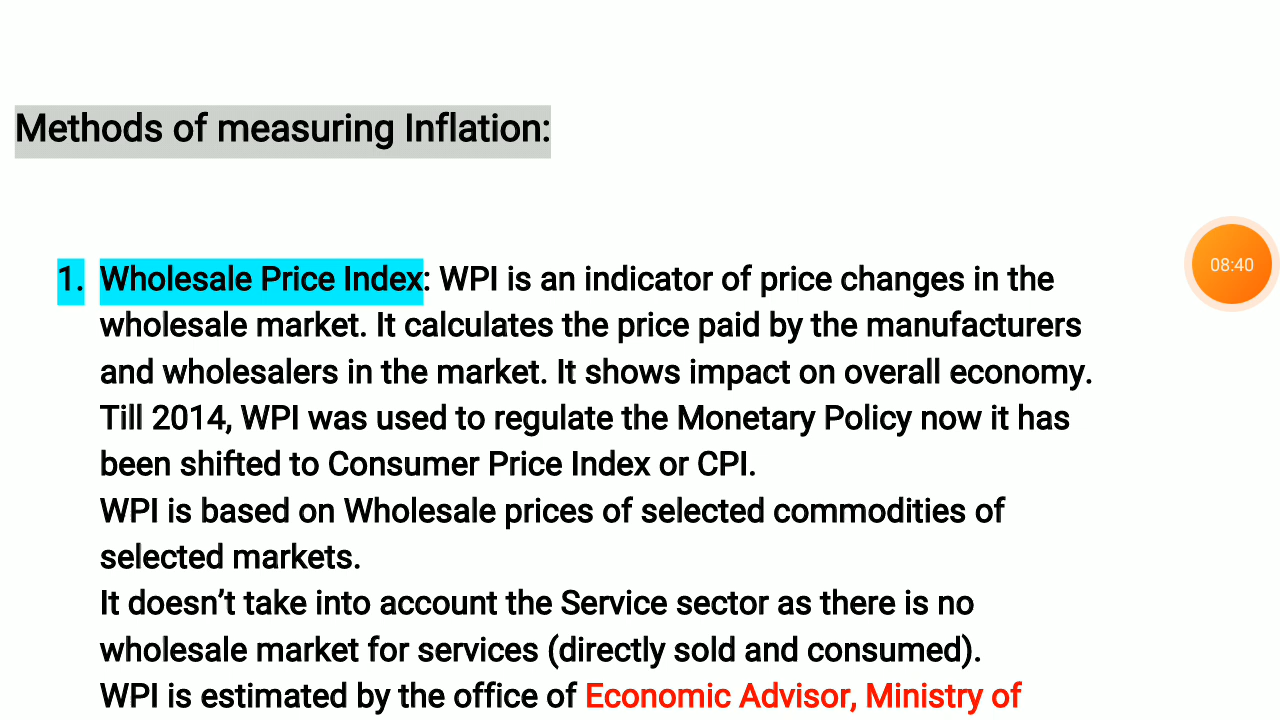 Methods of measuring Inflation:
1. Wholesale Price Index: WPI is an indicator of price changes in the
08:40
wholesale market. It calculates the price paid by the manufacturers
and wholesalers in the market. It shows impact on overall economy.
Till 2014, WPI was used to regulate the Monetary Policy now it has
been shifted to Consumer Price Index or CPI.
WPI is based on Wholesale prices of selected commodities of
selected markets.
It doesn’t take into account the Service sector as there is no
wholesale market for services (directly sold and consumed).
WPI is estimated by the office of Economic Advisor, Ministry of